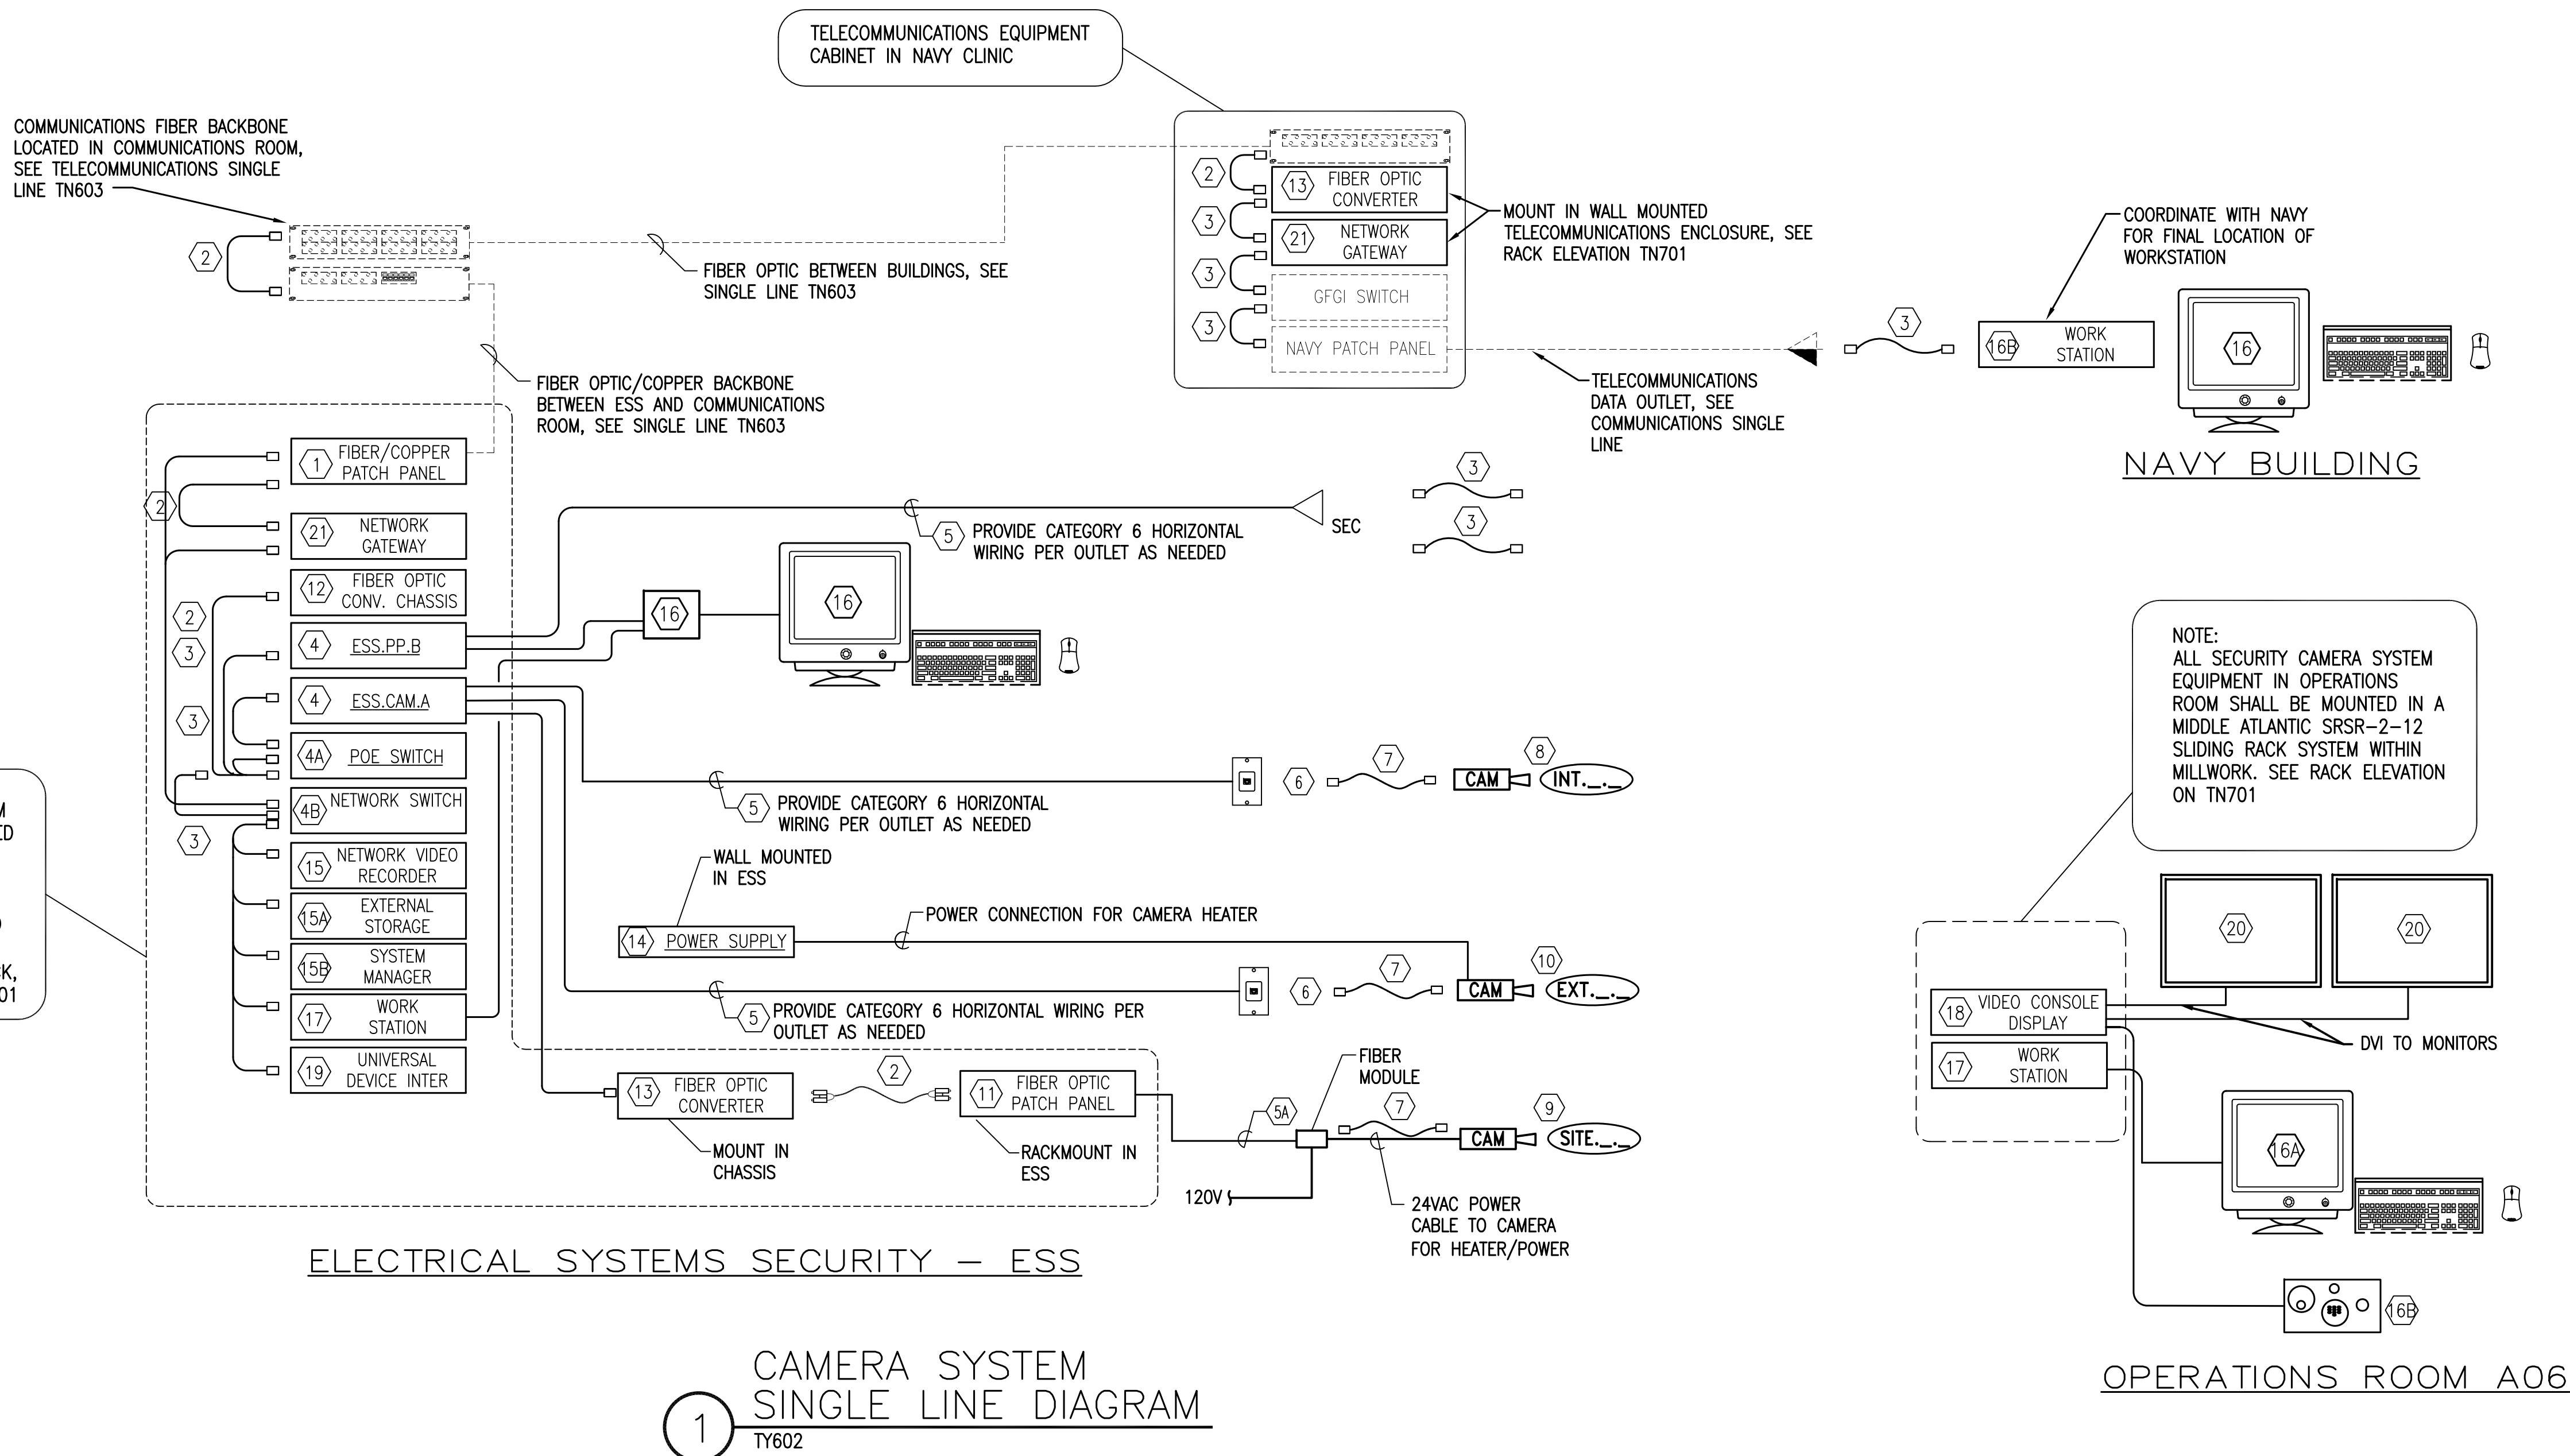 TELECOMMUNICATIONS EQUIPMENT
CABINET IN NAVY CLINIC
COMMUNICATIONS FIBER BACKBONE
LOCATED IN COMMUNICATIONS ROOM,
SEE TELECOMMUNICATIONS SINGLE
LINE TN603
2
FIBER OPTIC BETWEEN BUILDINGS, SEE
SINGLE LINE TN603
FIBER OPTIC/COPPER BACKBONE
BETWEEN ESS AND COMMUNICATIONS
ROOM, SEE SINGLE LINE TN603
2
3
3
3
13 FIBER OPTIC
CONVERTER
21 NETWORK
GATEWAY
GFGI SWITCH
NAVY PATCH PANEL
MOUNT IN WALL MOUNTED
TELECOMMUNICATIONS ENCLOSURE, SEE
RACK ELEVATION TN701
TELECOMMUNICATIONS
DATA OUTLET, SEE
COMMUNICATIONS SINGLE
LINE
COORDINATE WITH NAVY
FOR FINAL LOCATION OF
WORKSTATION
3
16B WORK
STATION
16
NAVY BUILDING
1 FIBER/COPPER
PATCH PANEL
2
21 NETWORK
GATEWAY
12 FIBER OPTIC
CONV. CHASSIS
2
3
4 ESS.PP.B
4 ESS.CAM.A
3
4A POE SWITCH
4B NETWORK SWITCH
3
15 NETWORK VIDEO
RECORDER
15A EXTERNAL
STORAGE
15B SYSTEM
MANAGER
17 WORK
STATION
19 UNIVERSAL
DEVICE INTER
M
ED
CK,
01
5 PROVIDE CATEGORY 6 HORIZONTAL
WIRING PER OUTLET AS NEEDED
SEC
3
3
16
16
5 PROVIDE CATEGORY 6 HORIZONTAL
WIRING PER OUTLET AS NEEDED
6
7
CAM
8
INT._._
WALL MOUNTED
IN ESS
14 POWER SUPPLY
POWER CONNECTION FOR CAMERA HEATER
5 PROVIDE CATEGORY 6 HORIZONTAL WIRING PER
OUTLET AS NEEDED
6
7
CAM
10
EXT._._
13 FIBER OPTIC
CONVERTER
MOUNT IN
CHASSIS
2
11 FIBER OPTIC
PATCH PANEL
RACKMOUNT IN
ESS
5A
FIBER
MODULE
7
CAM
9
SITE._._
120V
24VAC POWER
CABLE TO CAMERA
FOR HEATER/POWER
ELECTRICAL SYSTEMS SECURITY - ESS
NOTE:
ALL SECURITY CAMERA SYSTEM
EQUIPMENT IN OPERATIONS
ROOM SHALL BE MOUNTED IN A
MIDDLE ATLANTIC SRSR-2-12
SLIDING RACK SYSTEM WITHIN
MILLWORK. SEE RACK ELEVATION
ON TN701
20
20
18 VIDEO CONSOLE
DISPLAY
17 WORK
STATION
DVI TO MONITORS
16A
16B
OPERATIONS ROOM A06
1
CAMERA SYSTEM
SINGLE LINE DIAGRAM
TY602